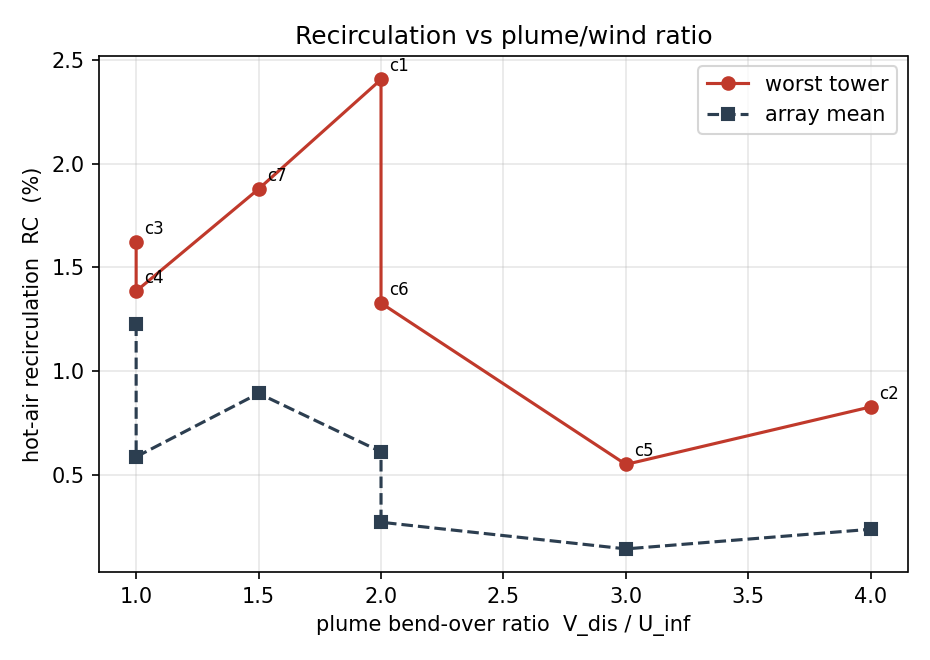 Recirculation vs plume/wind ratio
hot-air recirculation  RC  (%)
2.5
2.0
1.5
1.0
0.5
worst tower
array mean
c1
c7
c3
c4
c6
c2
c5
1.0
1.5
2.0
2.5
3.0
3.5
4.0
plume bend-over ratio  V_dis / U_inf